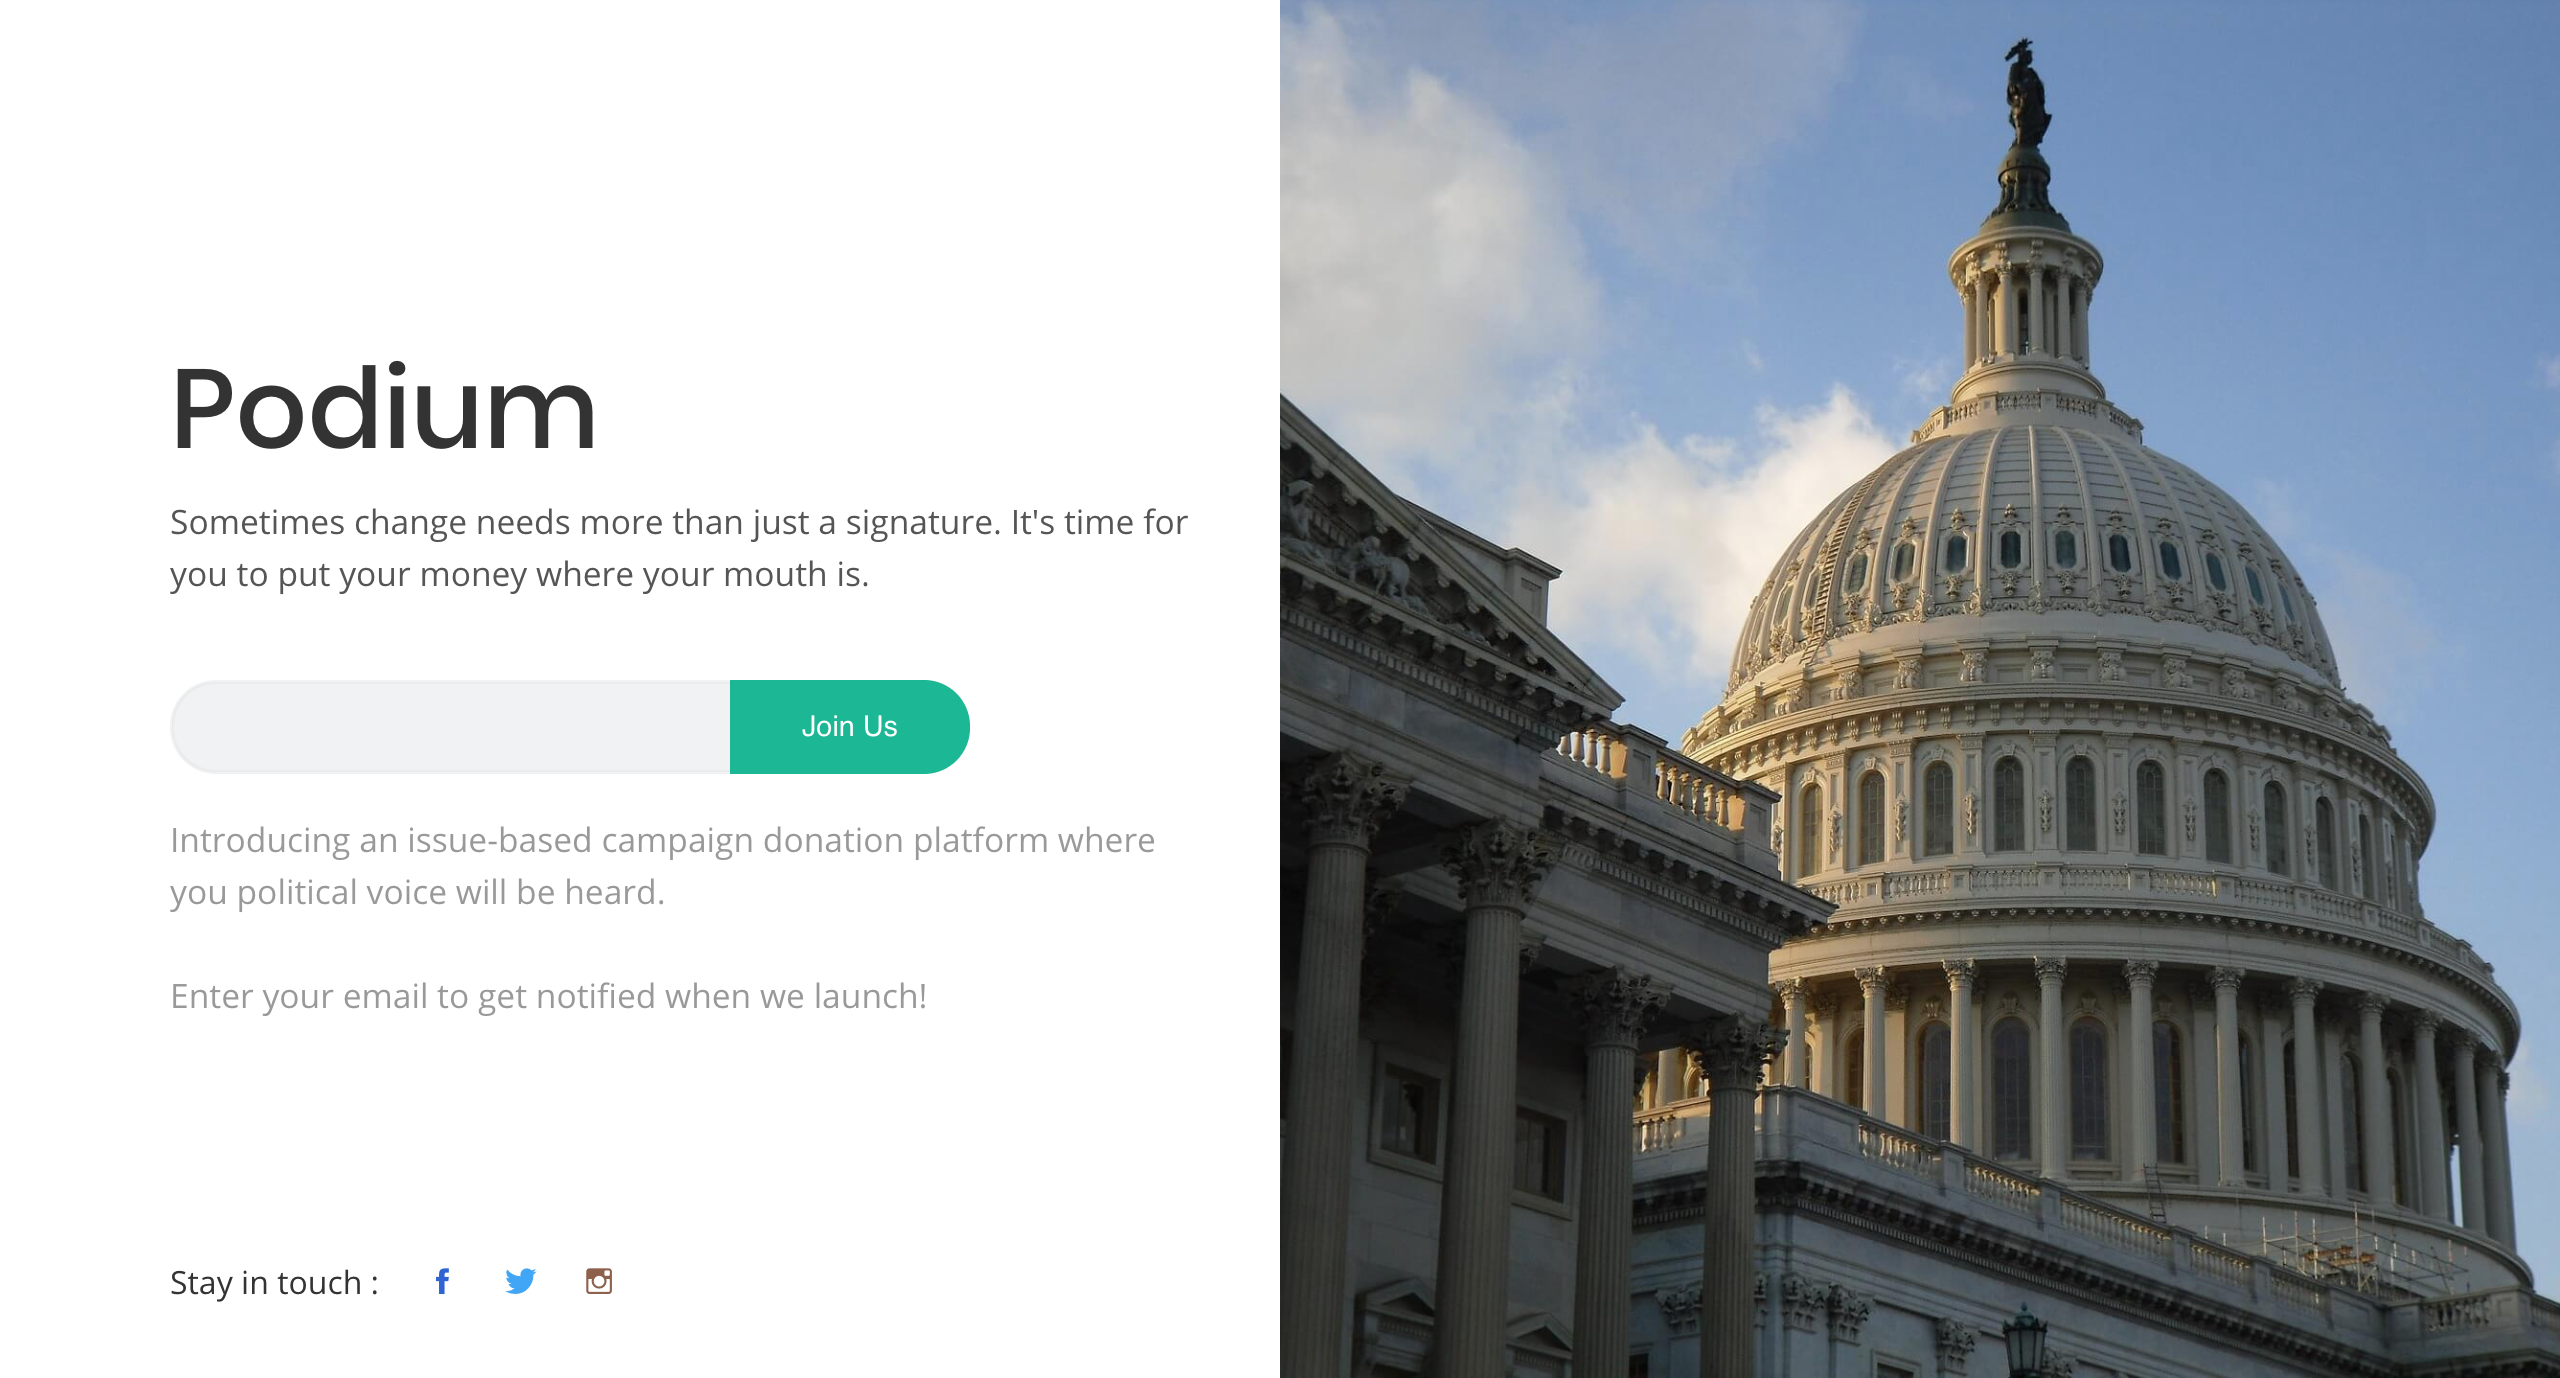 Podium
Sometimes change needs more than just a signature. It's time for
you to put your money where your mouth is.
Join Us
Introducing an issue-based campaign donation platform where
you political voice will be heard.
Enter your email to get notified when we launch!
Stay in touch :